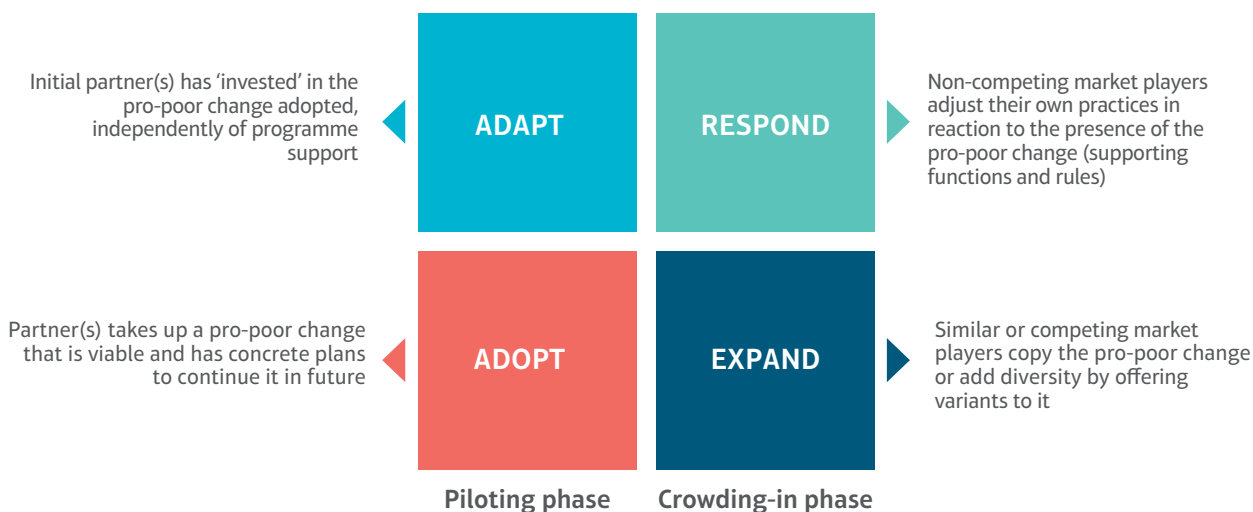 Initial partner(s) has ‘invested’ in the
pro-poor change adopted,
independently of programme
support
ADAPT
RESPOND
Non-competing market players
adjust their own practices in
reaction to the presence of the
pro-poor change (supporting
functions and rules)
Partner(s) takes up a pro-poor change
that is viable and has concrete plans
to continue it in future
ADOPT
EXPAND
Similar or competing market
players copy the pro-poor change
or add diversity by offering
variants to it
Piloting phase
Crowding-in phase